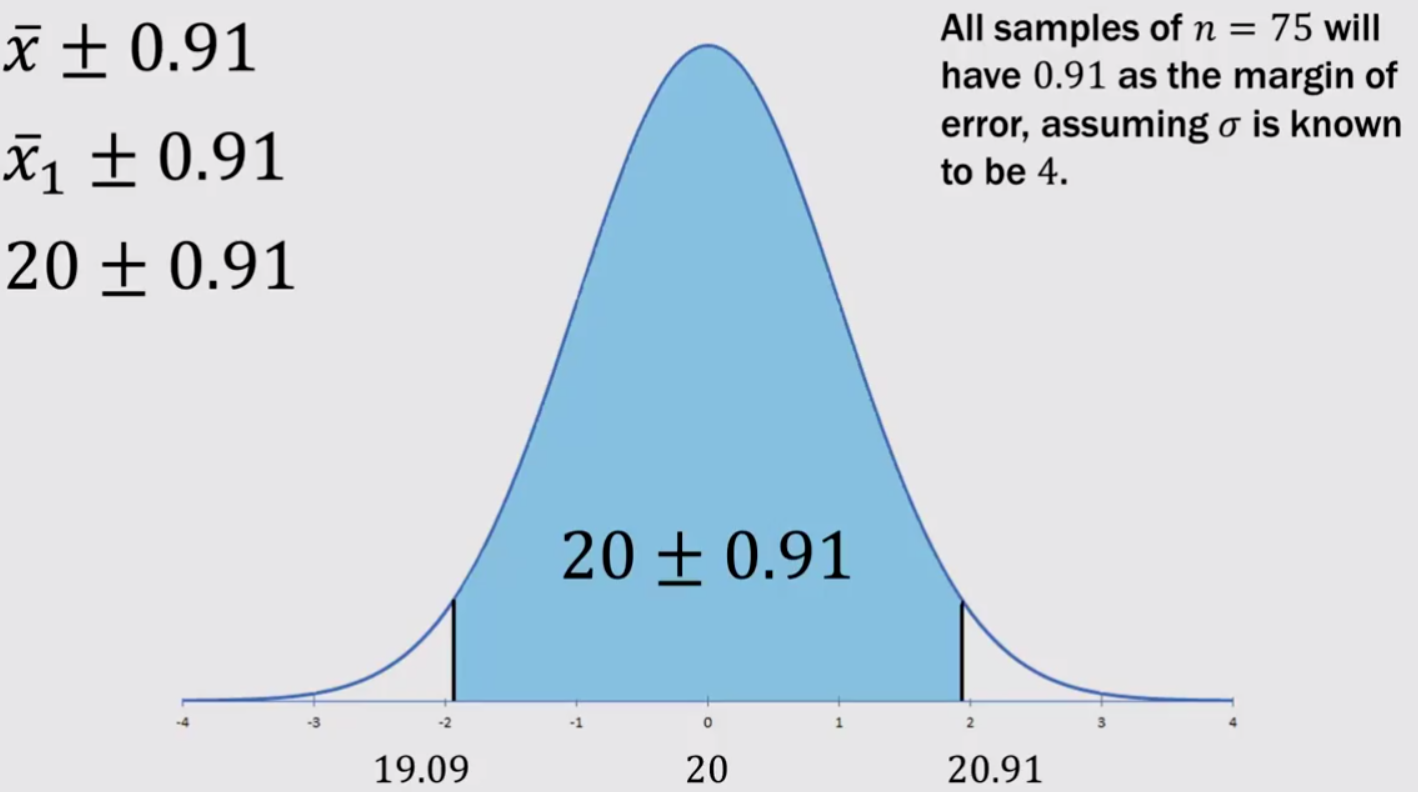 x̄ ± 0.91
x̄₁ ± 0.91
20 ± 0.91
All samples of n = 75 will
have 0.91 as the margin of
error, assuming σ is known
to be 4.
20 ± 0.91
-4 -3 -2 -1 0 1 2 3 4
19.09 20 20.91